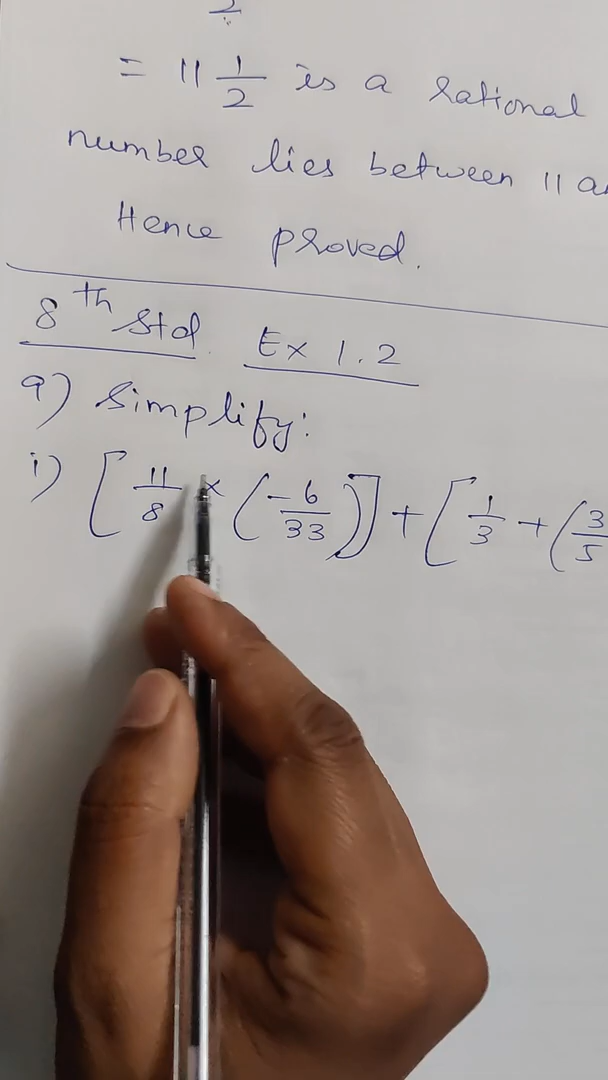 2
= 11 1/2 is a rational
number lies between 11
Hence proved.
8th Std Ex 1.2
9) Simplify:
i) [11/8 × (-6/33)] + [1/3 + (3/5